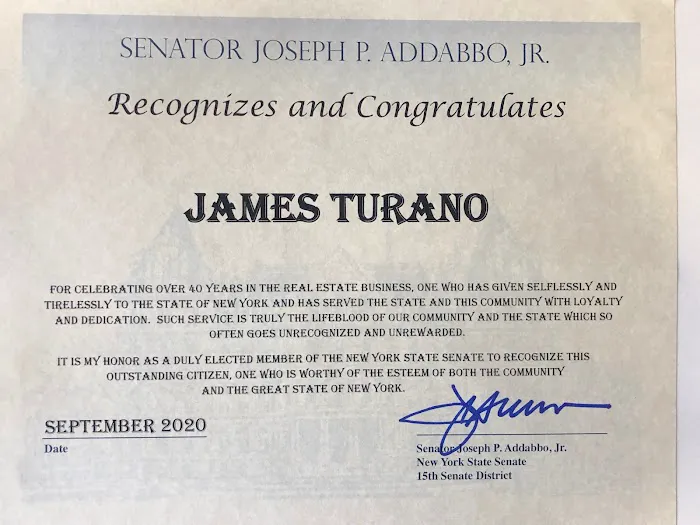 SENATOR JOSEPH P. ADDABBO, JR.
Recognizes and Congratulates
JAMES TURANO
FOR CELEBRATING OVER 40 YEARS IN THE REAL ESTATE BUSINESS, ONE WHO HAS GIVEN SELFLESSLY AND
TIRELESSLY TO THE STATE OF NEW YORK AND HAS SERVED THE STATE AND THIS COMMUNITY WITH LOYALTY
AND DEDICATION. SUCH SERVICE IS TRULY THE LIFEBLOOD OF OUR COMMUNITY AND THE STATE WHICH SO
OFTEN GOES UNRECOGNIZED AND UNREWARDED.
IT IS MY HONOR AS A DULY ELECTED MEMBER OF THE NEW YORK STATE SENATE TO RECOGNIZE THIS
OUTSTANDING CITIZEN, ONE WHO IS WORTHY OF THE ESTEEM OF BOTH THE COMMUNITY
AND THE GREAT STATE OF NEW YORK.
SEPTEMBER 2020
Date
Senator Joseph P. Addabbo, Jr.
New York State Senate
15th Senate District